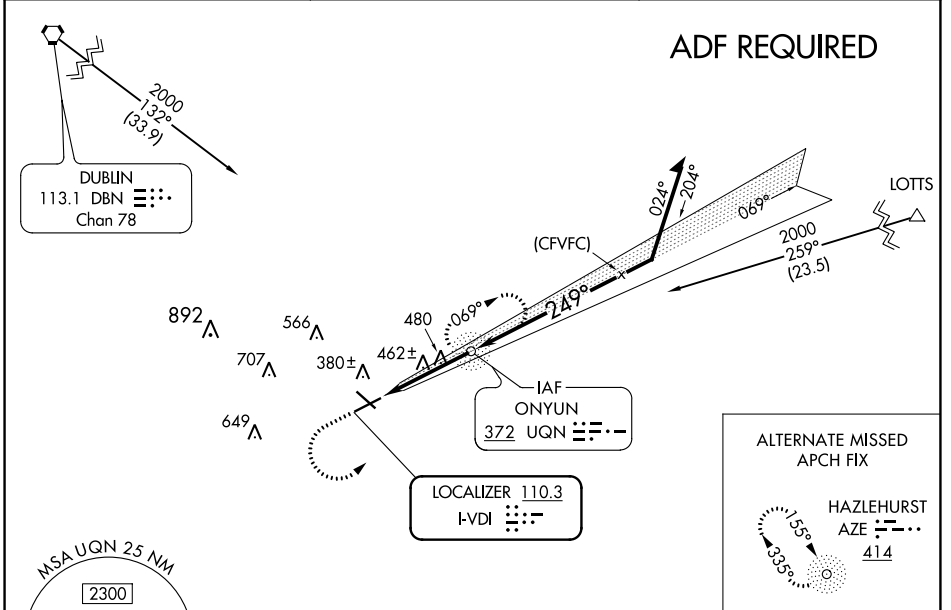 ADF REQUIRED
2000
132°
(33.9)
DUBLIN
113.1 DBN
Chan 78
024°
204°
069°
LOTTS
2000
259°
(23.5)
(CFVFC)
249°
069°
892
566
480
707
380±
462±
649
IAF
ONYUN
372 UQN
LOCALIZER 110.3
I-VDI
ALTERNATE MISSED
APCH FIX
HAZLEHURST
AZE
414
155°
335°
MSA UQN 25 NM
2300